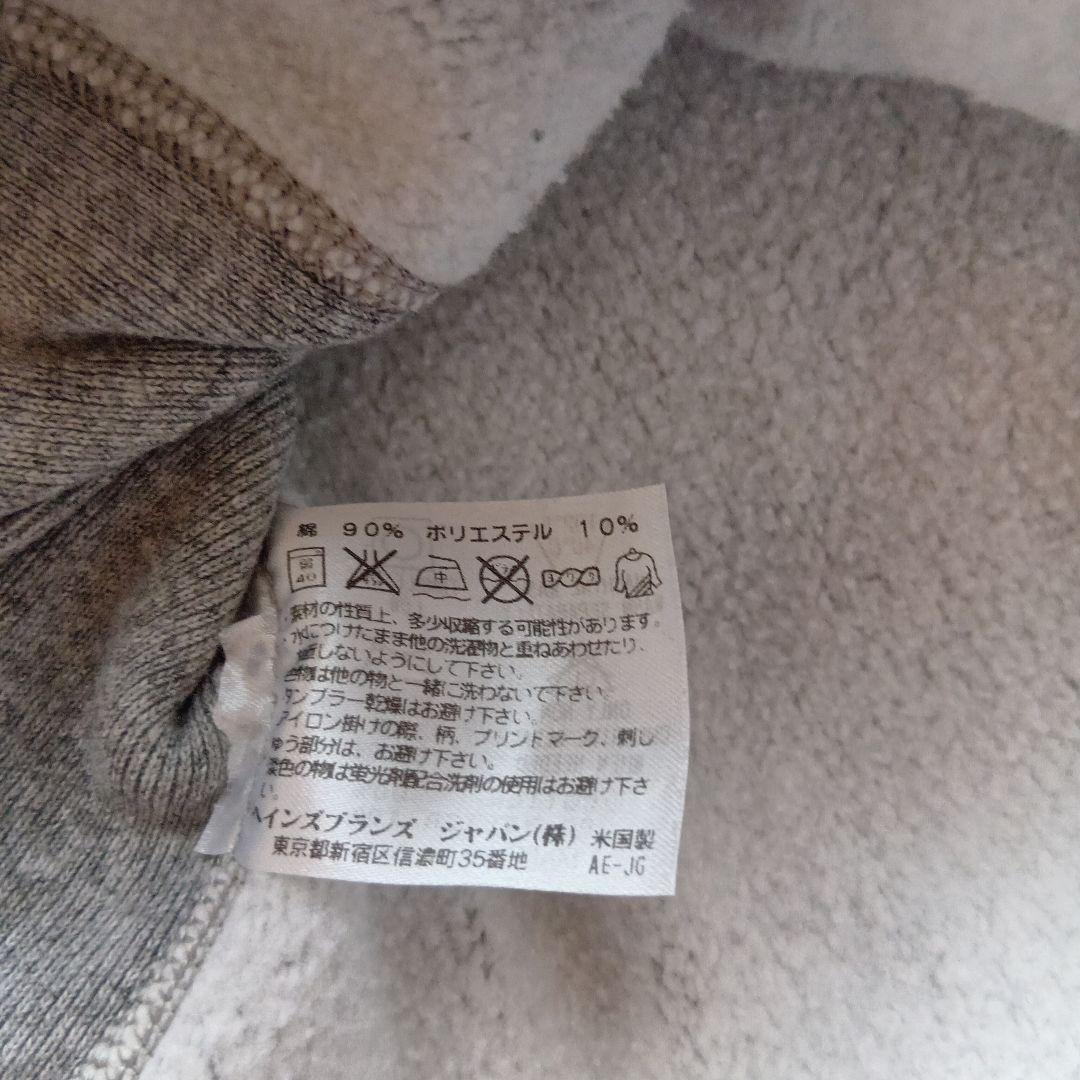 綿 90% ポリエステル 10%
40 中
・素材の性質上、多少収縮する可能性があります。
・水につけたまま他の洗濯物と重ねあわせたり、
しないようにして下さい。
物は他の物と一緒に洗わないで下さい。
タンブラー乾燥はお避け下さい。
アイロン掛けの際、柄、プリントマーク、刺し
ゅう部分は、お避け下さい。
色の物は蛍光剤配合洗剤の使用はお避け下さ
い。
ヘインズブランズ ジャパン(株) 米国製
東京都新宿区信濃町35番地 AE-JG